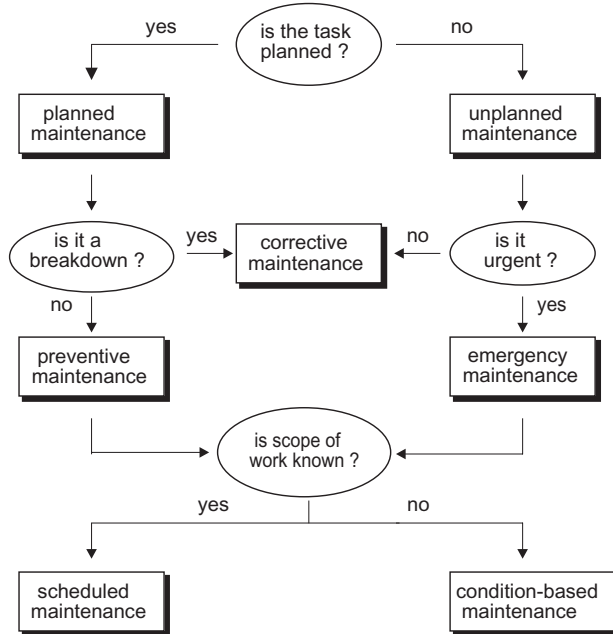 is the task
planned ?
yes
no
planned
maintenance
unplanned
maintenance
is it a
breakdown ?
yes
corrective
maintenance
no
is it
urgent ?
no
yes
preventive
maintenance
emergency
maintenance
is scope of
work known ?
yes
no
scheduled
maintenance
condition-based
maintenance